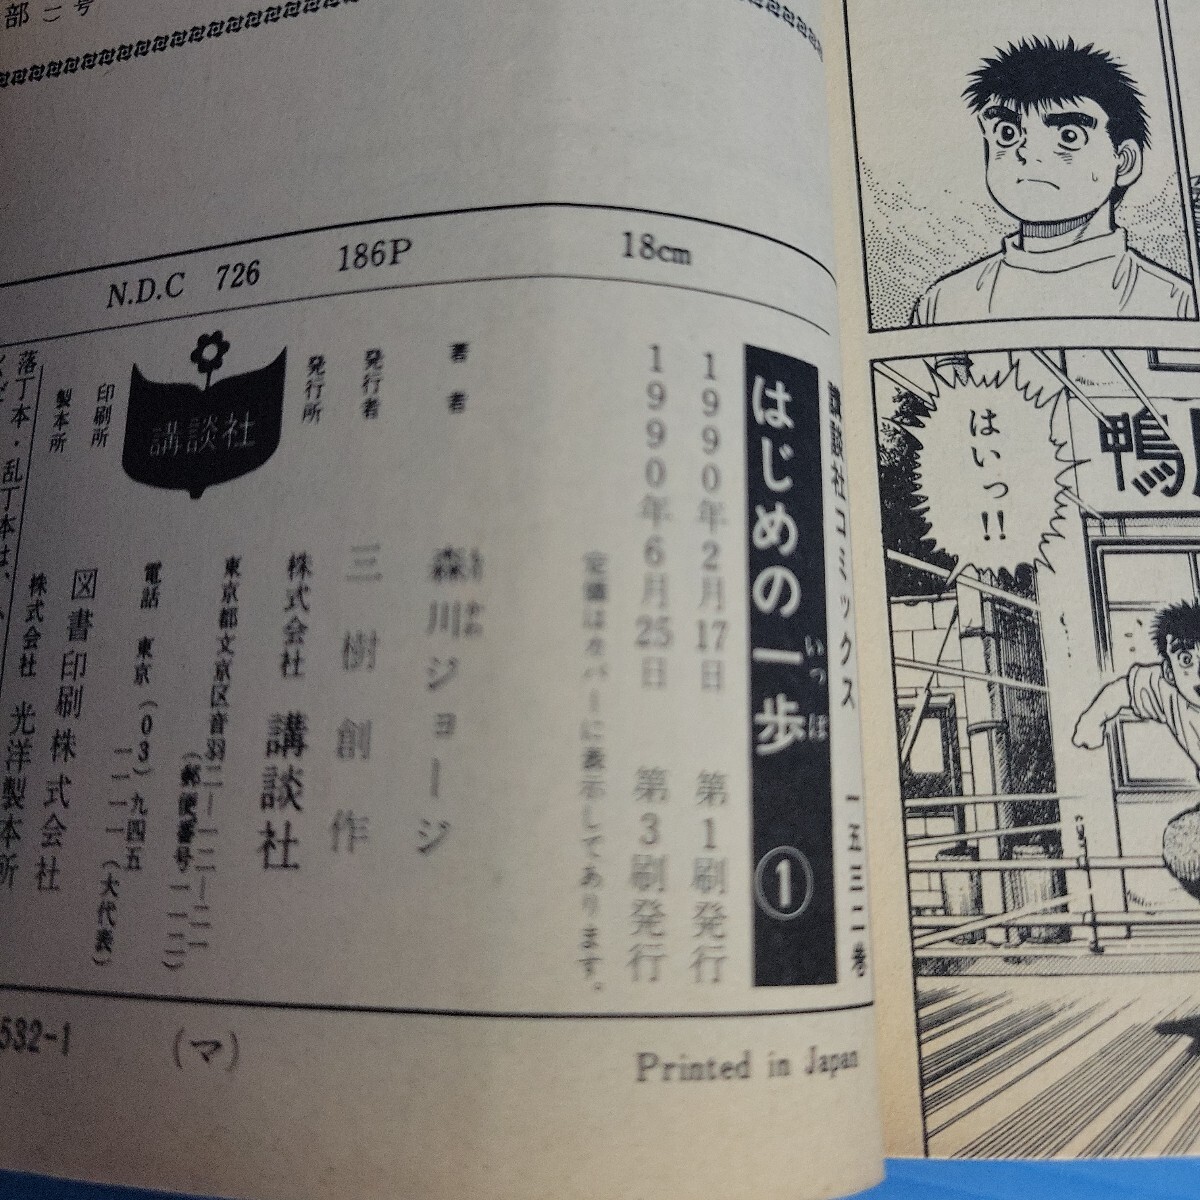 部
号
N.D.C 726 186P 18cm
講談社コミックス 一五三二巻
はじめの一歩 ①
いっぽ
1990年2月17日 第1刷発行
1990年6月25日 第3刷発行
定価はカバーに表示してあります。
著者 森川ジョージ
発行者 三樹創作
発行所 株式会社 講談社
東京都文京区音羽二―一二―二一
(郵便番号一一二)
電話 東京(03)九四五
一一一一(大代表)
講談社
印刷所 図書印刷株式会社
製本所 株式会社 光洋製本所
落丁本・乱丁本は、
532-1 (マ)
Printed in Japan
はいっ!!
鴨